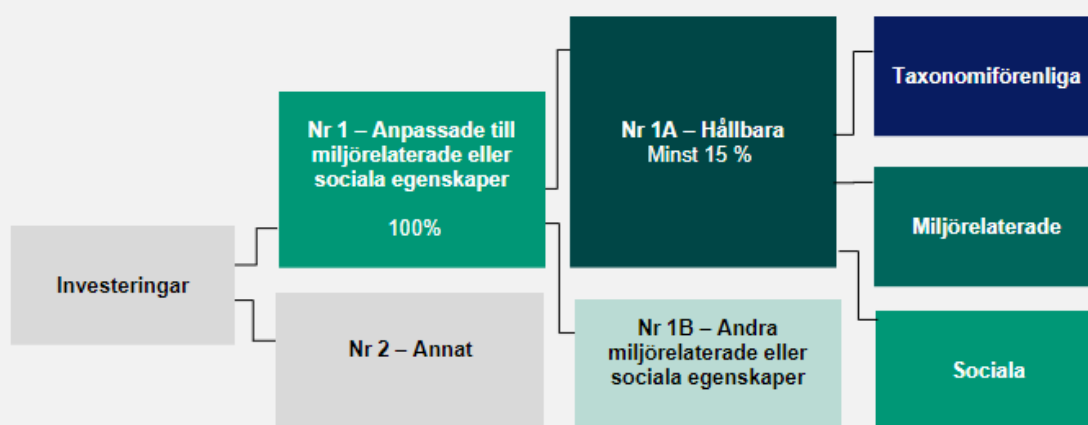 Investeringar
Nr 1 – Anpassade till
miljörelaterade eller
sociala egenskaper
100%
Nr 2 – Annat
Nr 1A – Hållbara
Minst 15 %
Nr 1B – Andra
miljörelaterade eller
sociala egenskaper
Taxonomiförenliga
Miljörelaterade
Sociala